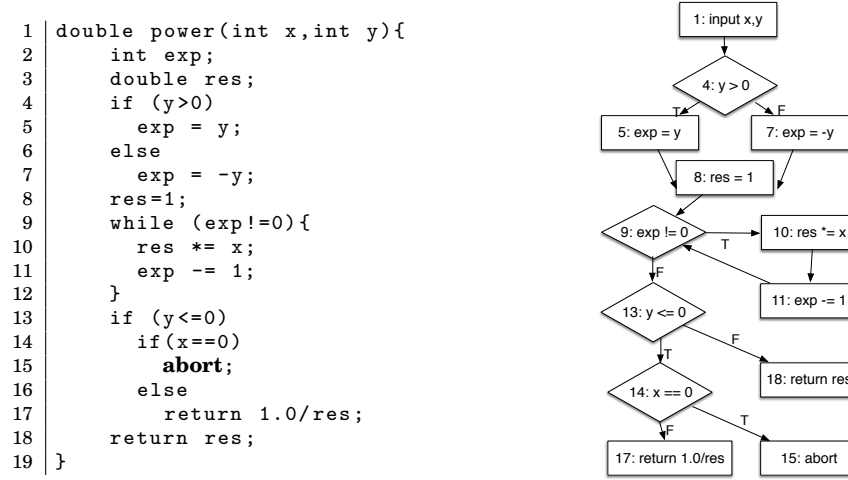 1 double power(int x,int y){
2 int exp;
3 double res;
4 if (y>0)
5 exp = y;
6 else
7 exp = -y;
8 res=1;
9 while (exp!=0){
10 res *= x;
11 exp -= 1;
12 }
13 if (y<=0)
14 if(x==0)
15 abort;
16 else
17 return 1.0/res;
18 return res;
19 }
1: input x,y
4: y > 0
T F
5: exp = y 7: exp = -y
8: res = 1
9: exp != 0 10: res *= x
T
F
11: exp -= 1
13: y <= 0
F
T
18: return res
14: x == 0
T
F
17: return 1.0/res 15: abort